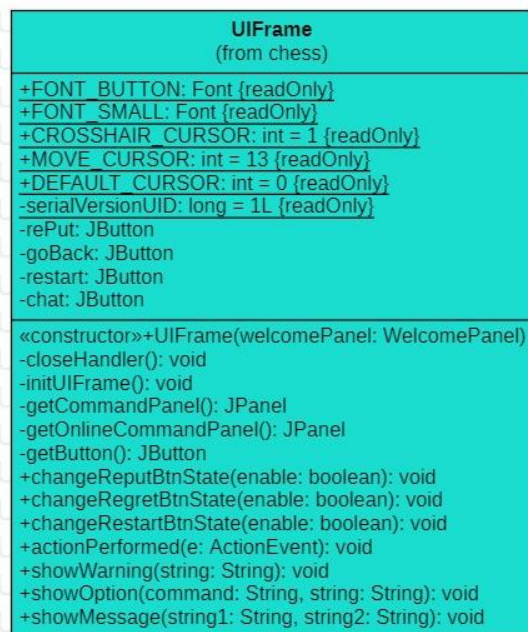 UIFrame
(from chess)
+FONT_BUTTON: Font {readOnly}
+FONT_SMALL: Font {readOnly}
+CROSSHAIR_CURSOR: int = 1 {readOnly}
+MOVE_CURSOR: int = 13 {readOnly}
+DEFAULT_CURSOR: int = 0 {readOnly}
-serialVersionUID: long = 1L {readOnly}
-rePut: JButton
-goBack: JButton
-restart: JButton
-chat: JButton
«constructor»+UIFrame(welcomePanel: WelcomePanel)
-closeHandler(): void
-initUIFrame(): void
-getCommandPanel(): JPanel
-getOnlineCommandPanel(): JPanel
-getButton(): JButton
+changeReputBtnState(enable: boolean): void
+changeRegretBtnState(enable: boolean): void
+changeRestartBtnState(enable: boolean): void
+actionPerformed(e: ActionEvent): void
+showWarning(string: String): void
+showOption(command: String, string: String): void
+showMessage(string1: String, string2: String): void